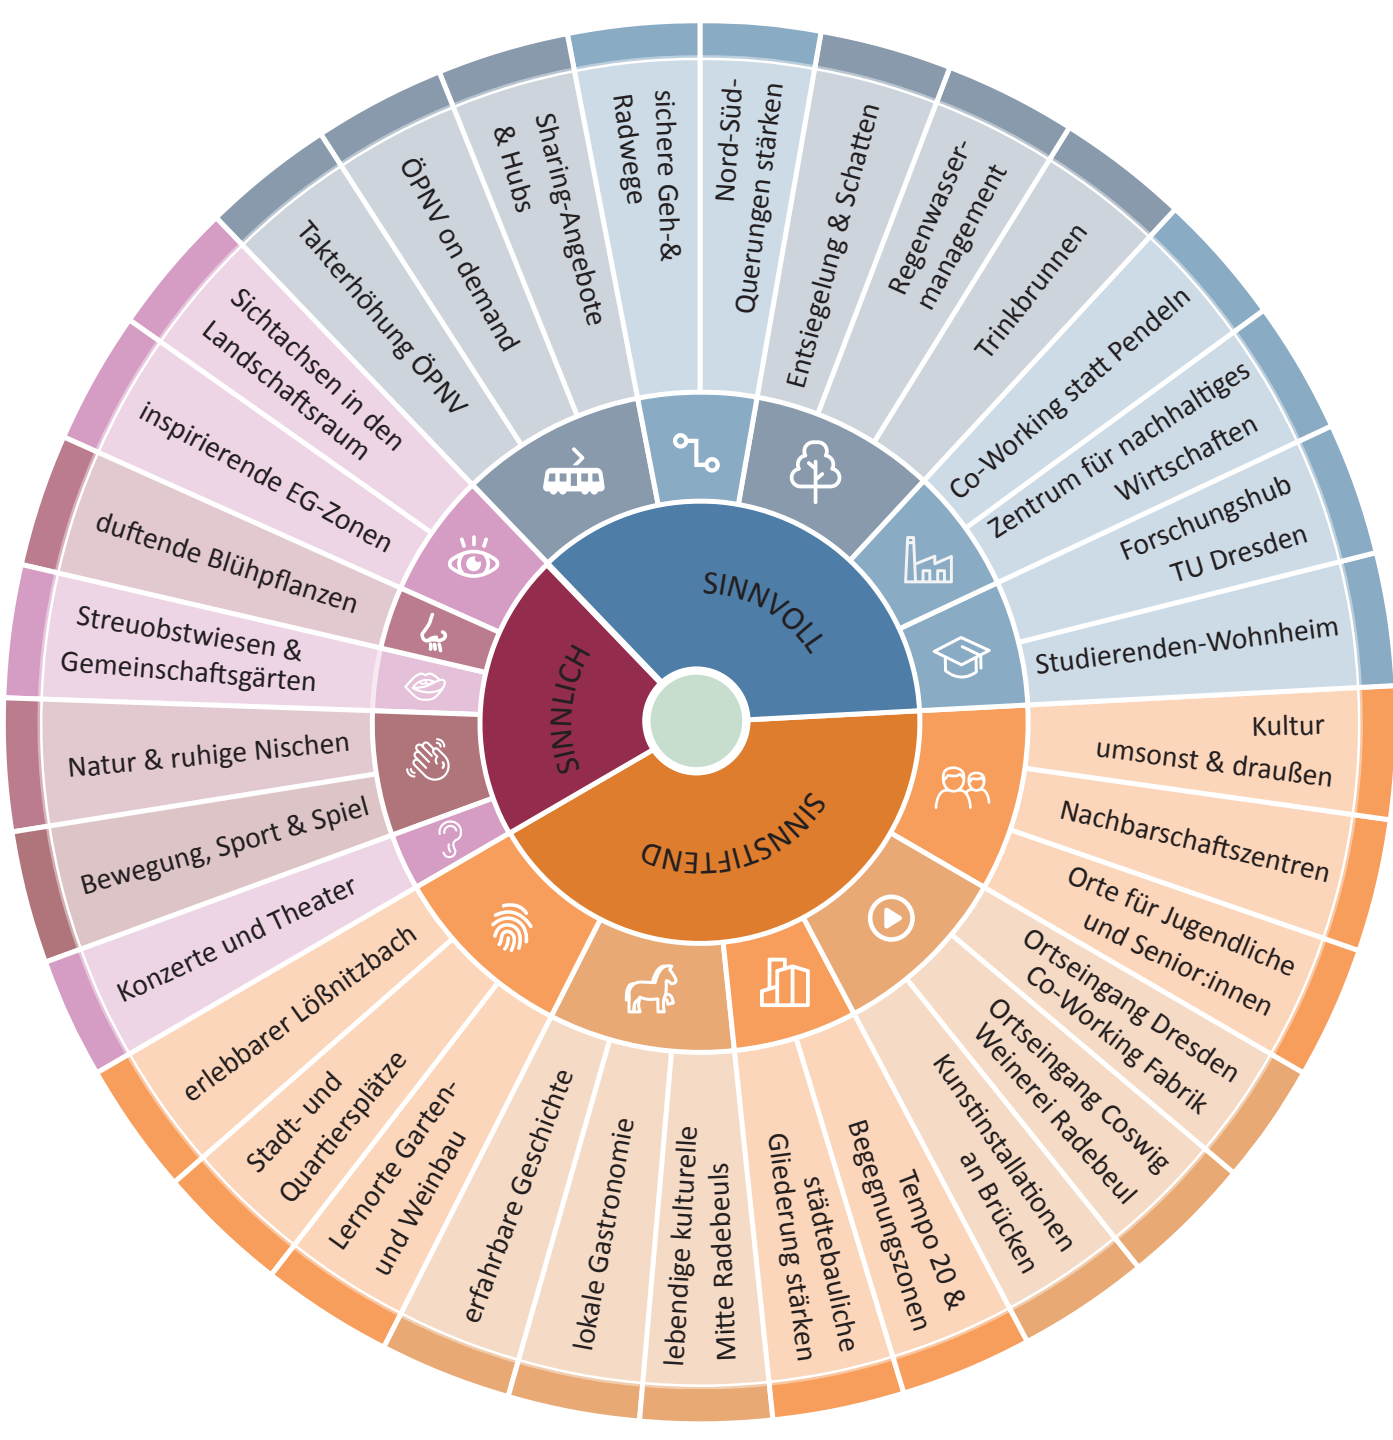 SINNVOLL
SINNSTIFTEND
SINNLICH
Takterhöhung ÖPNV
ÖPNV on demand
Sharing-Angebote
& Hubs
sichere Geh-&
Radwege
Nord-Süd-
Querungen stärken
Entsiegelung & Schatten
Regenwasser-
management
Trinkbrunnen
Co-Working statt Pendeln
Zentrum für nachhaltiges
Wirtschaften
Forschungshub
TU Dresden
Studierenden-Wohnheim
Kultur
umsonst & draußen
Nachbarschaftszentren
Orte für Jugendliche
und Senior:innen
Ortseingang Dresden
Co-Working Fabrik
Ortseingang Coswig
Weinerei Radebeul
Kunstinstallationen
an Brücken
Tempo 20 &
Begegnungszonen
städtebauliche
Gliederung stärken
lebendige kulturelle
Mitte Radebeuls
lokale Gastronomie
erfahrbare Geschichte
Lernorte Garten-
und Weinbau
Stadt- und
Quartiersplätze
erlebbarer Lößnitzbach
Konzerte und Theater
Bewegung, Sport & Spiel
Natur & ruhige Nischen
Streuobstwiesen &
Gemeinschaftsgärten
duftende Blühpflanzen
inspirierende EG-Zonen
Sichtachsen in den
Landschaftsraum